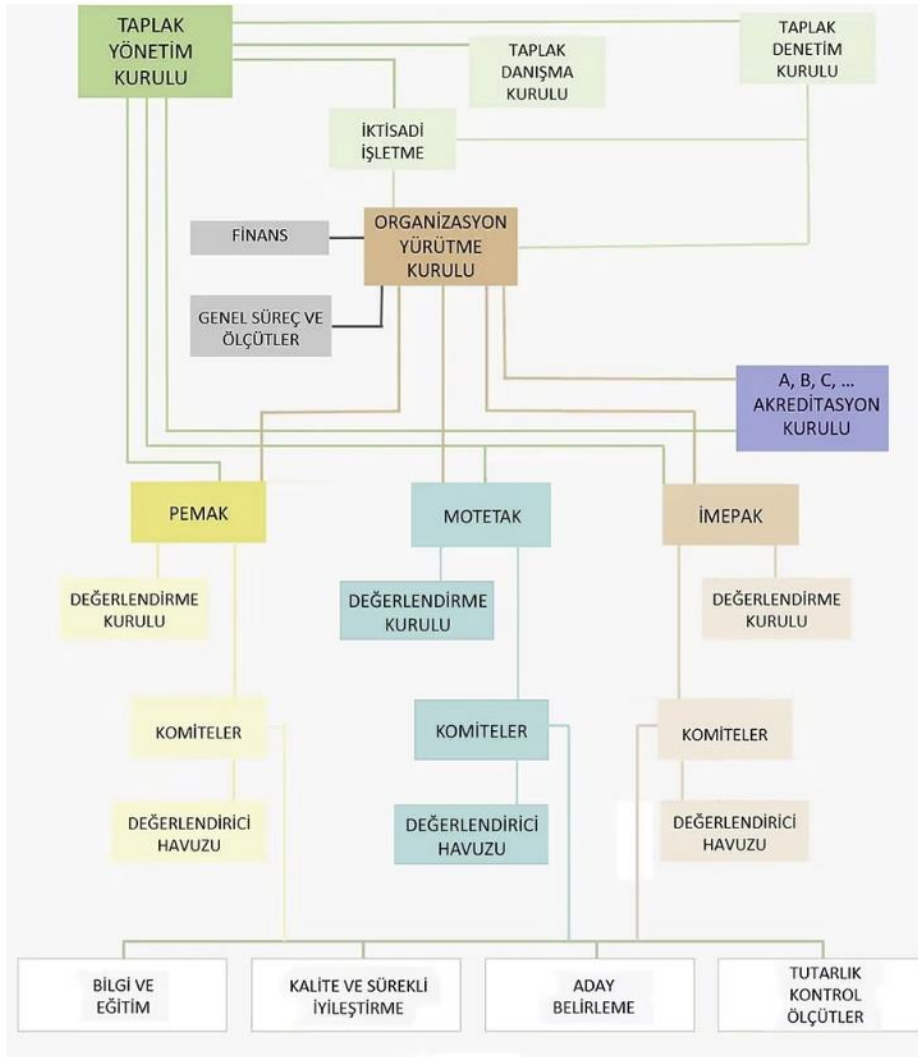 TAPLAK
YÖNETİM
KURULU
TAPLAK
DANIŞMA
KURULU
TAPLAK
DENETİM
KURULU
İKTİSADİ
İŞLETME
FİNANS
ORGANİZASYON
YÜRÜTME
KURULU
GENEL SÜREÇ VE
ÖLÇÜTLER
A, B, C, ...
AKREDİTASYON
KURULU
PEMAK
MOTETAK
İMEPAK
DEĞERLENDİRME
KURULU
DEĞERLENDİRME
KURULU
DEĞERLENDİRME
KURULU
KOMİTELER
KOMİTELER
KOMİTELER
DEĞERLENDİRİCİ
HAVUZU
DEĞERLENDİRİCİ
HAVUZU
DEĞERLENDİRİCİ
HAVUZU
BİLGİ VE
EĞİTİM
KALİTE VE SÜREKLİ
İYİLEŞTİRME
ADAY
BELİRLEME
TUTARLIK
KONTROL
ÖLÇÜTLER